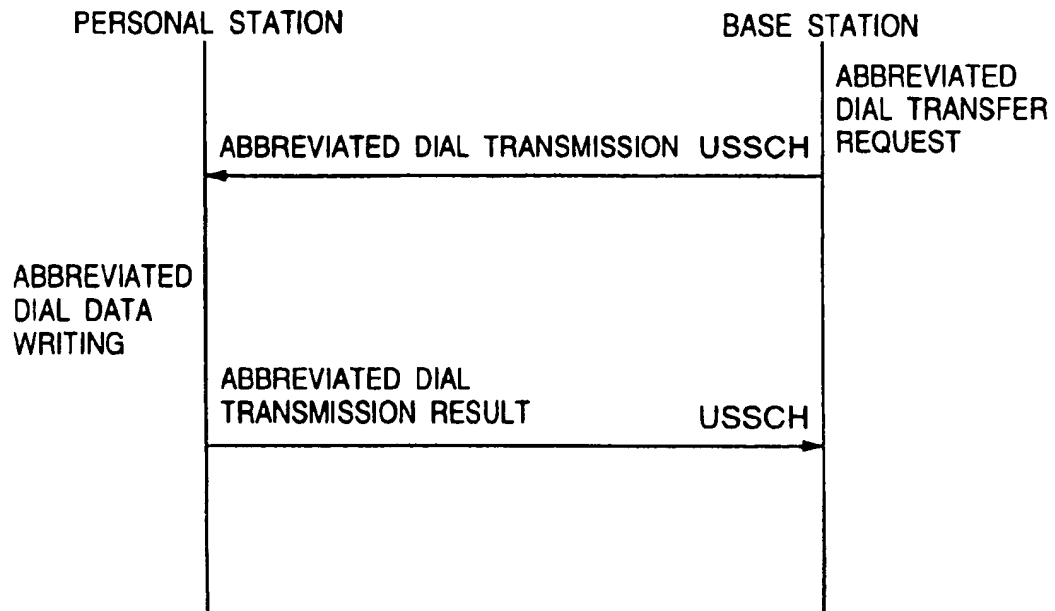 PERSONAL STATION
BASE STATION
ABBREVIATED
DIAL TRANSFER
REQUEST
ABBREVIATED DIAL TRANSMISSION USSCH
ABBREVIATED
DIAL DATA
WRITING
ABBREVIATED DIAL
TRANSMISSION RESULT
USSCH